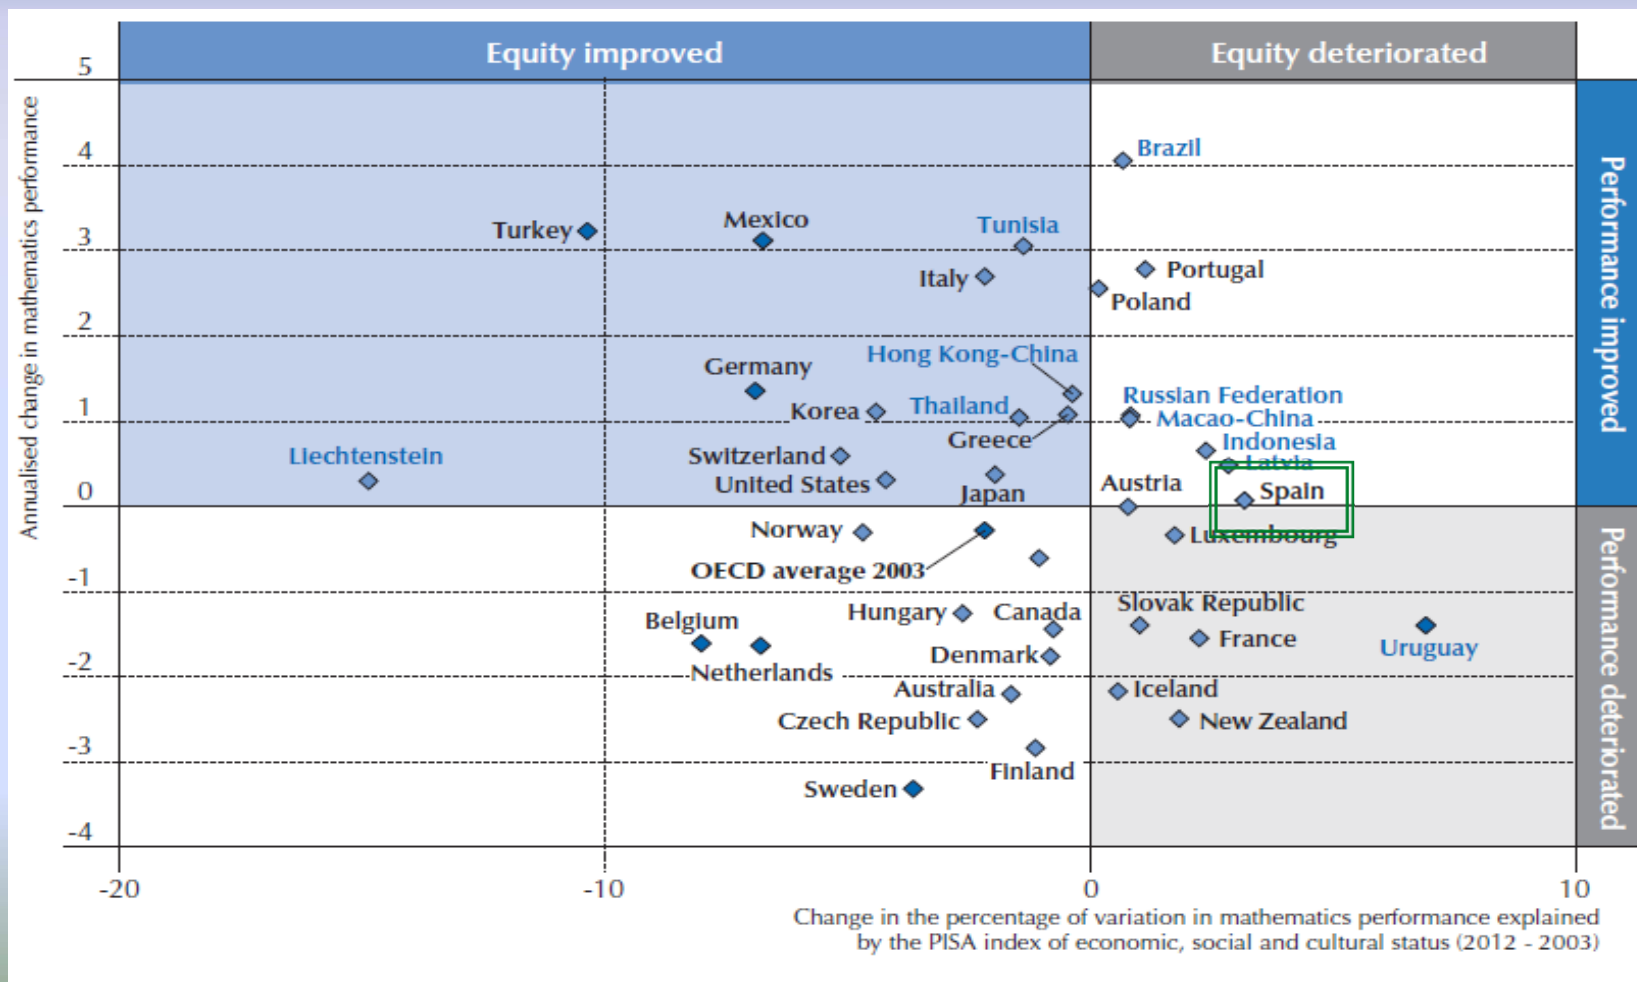 Equity improved
Equity deteriorated
5
4
Brazil
3
Turkey
Mexico
Tunisia
Italy
Portugal
Poland
2
Hong Kong-China
Germany
Korea
Thailand
Russian Federation
Macao-China
1
Greece
Indonesia
Liechtenstein
Switzerland
Latvia
United States
Japan
Austria
Spain
0
Norway
Luxembourg
OECD average 2003
-1
Hungary
Canada
Slovak Republic
Belgium
France
Denmark
Uruguay
-2
Netherlands
Australia
Iceland
Czech Republic
New Zealand
-3
Finland
Sweden
-4
-20
-10
0
10
Annualised change in mathematics performance
Performance improved
Performance deteriorated
Change in the percentage of variation in mathematics performance explained
by the PISA index of economic, social and cultural status (2012 - 2003)